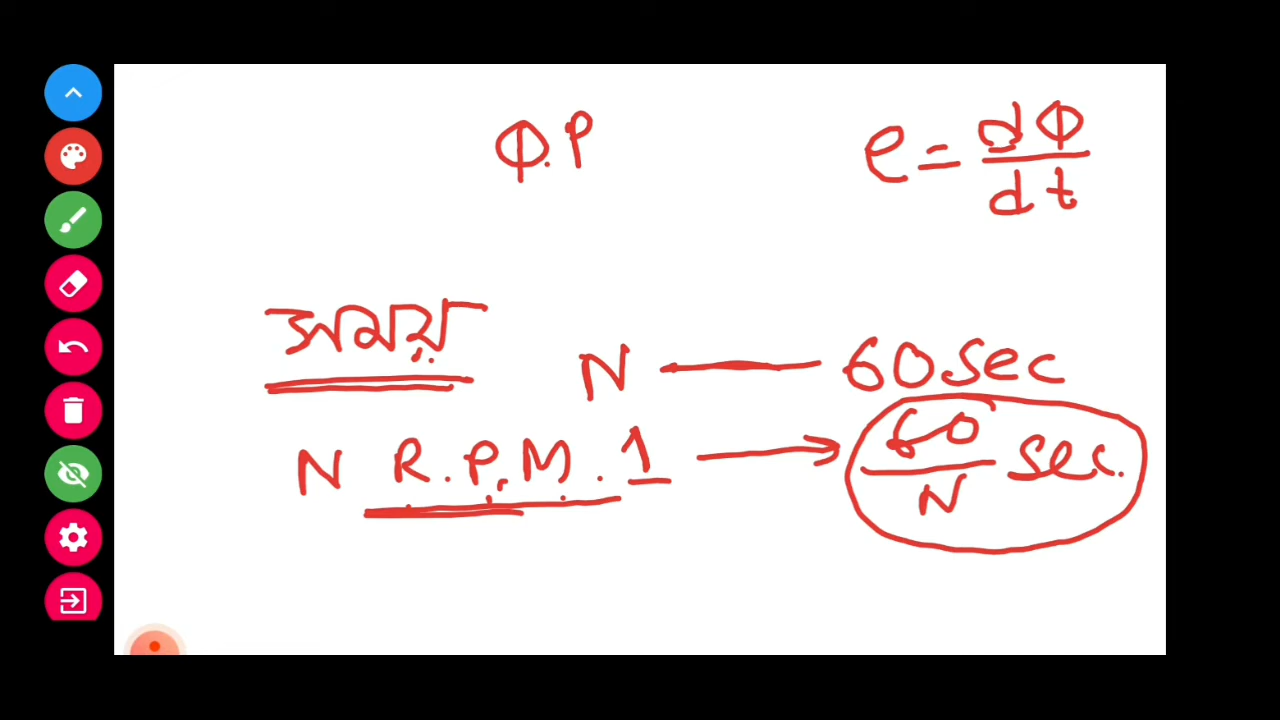 Φ.P
e = dΦ/dt
সময়
N — 60 sec
N R.P.M. 1 → 60/N sec.